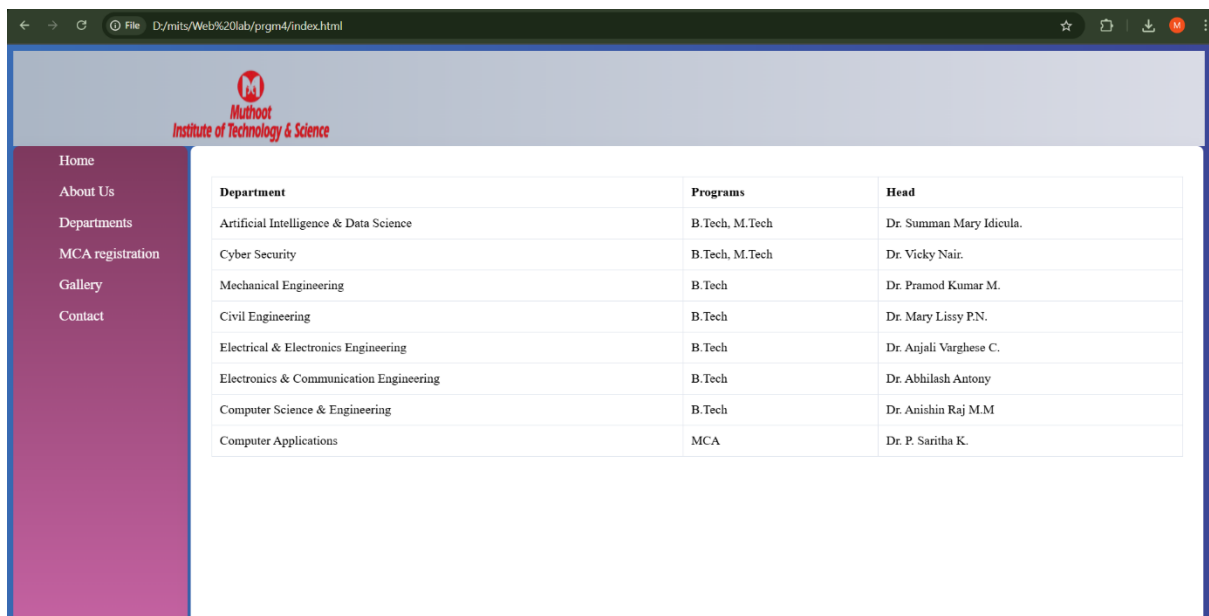 File D:/mits/Web%20lab/prgm4/index.html
M
Muthoot
Institute of Technology & Science
Home
About Us
Departments
MCA registration
Gallery
Contact
Department Programs Head
Artificial Intelligence & Data Science B.Tech, M.Tech Dr. Summan Mary Idicula.
Cyber Security B.Tech, M.Tech Dr. Vicky Nair.
Mechanical Engineering B.Tech Dr. Pramod Kumar M.
Civil Engineering B.Tech Dr. Mary Lissy P.N.
Electrical & Electronics Engineering B.Tech Dr. Anjali Varghese C.
Electronics & Communication Engineering B.Tech Dr. Abhilash Antony
Computer Science & Engineering B.Tech Dr. Anishin Raj M.M
Computer Applications MCA Dr. P. Saritha K.